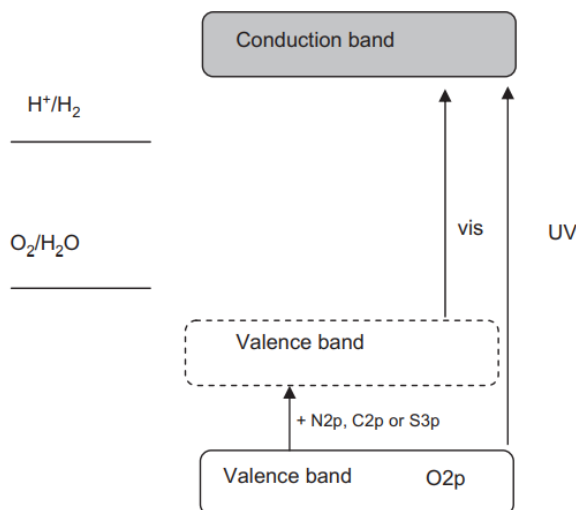 Conduction band
H⁺/H₂
O₂/H₂O
vis
UV
Valence band
+ N2p, C2p or S3p
Valence band O2p